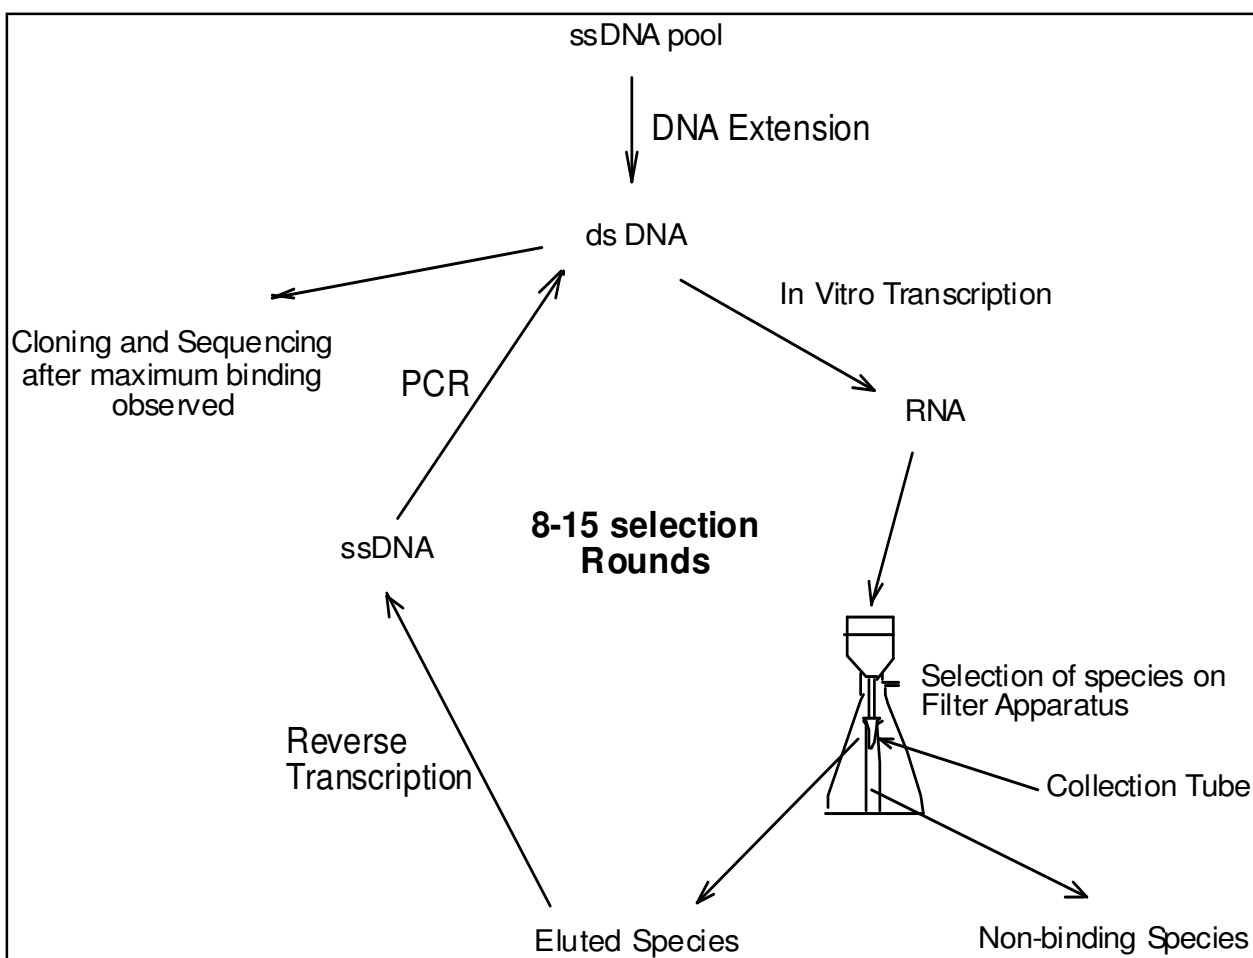 ssDNA pool
DNA Extension
ds DNA
In Vitro Transcription
Cloning and Sequencing
after maximum binding
observed
PCR
RNA
8-15 selection
Rounds
ssDNA
Selection of species on
Filter Apparatus
Reverse
Transcription
Collection Tube
Eluted Species
Non-binding Species